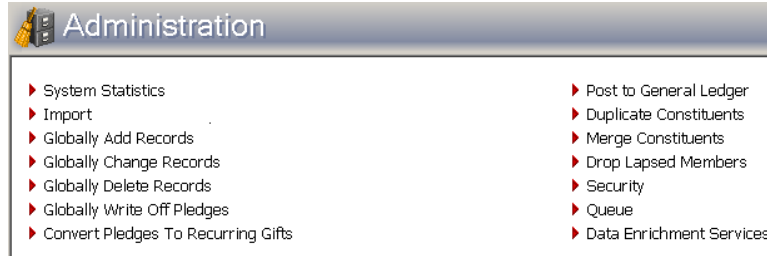 Administration
System Statistics
Import
Globally Add Records
Globally Change Records
Globally Delete Records
Globally Write Off Pledges
Convert Pledges To Recurring Gifts
Post to General Ledger
Duplicate Constituents
Merge Constituents
Drop Lapsed Members
Security
Queue
Data Enrichment Services